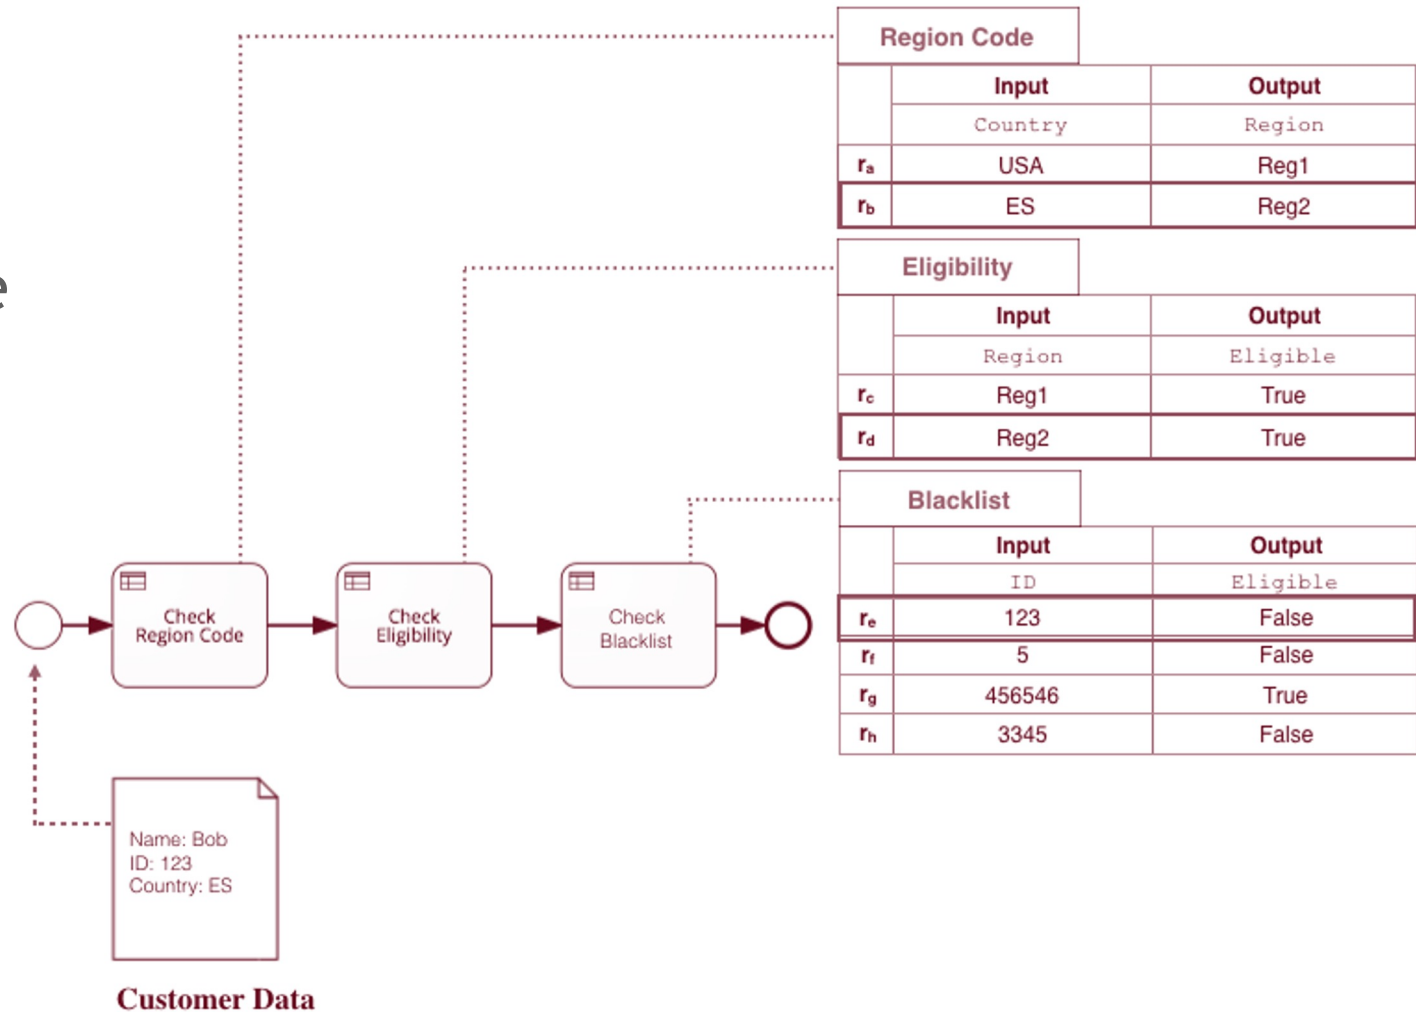 e
Region Code
Input Output
Country Region
ra USA Reg1
rb ES Reg2
Eligibility
Input Output
Region Eligible
rc Reg1 True
rd Reg2 True
Blacklist
Input Output
ID Eligible
re 123 False
rf 5 False
rg 456546 True
rh 3345 False
Check
Region Code
Check
Eligibility
Check
Blacklist
Name: Bob
ID: 123
Country: ES
Customer Data